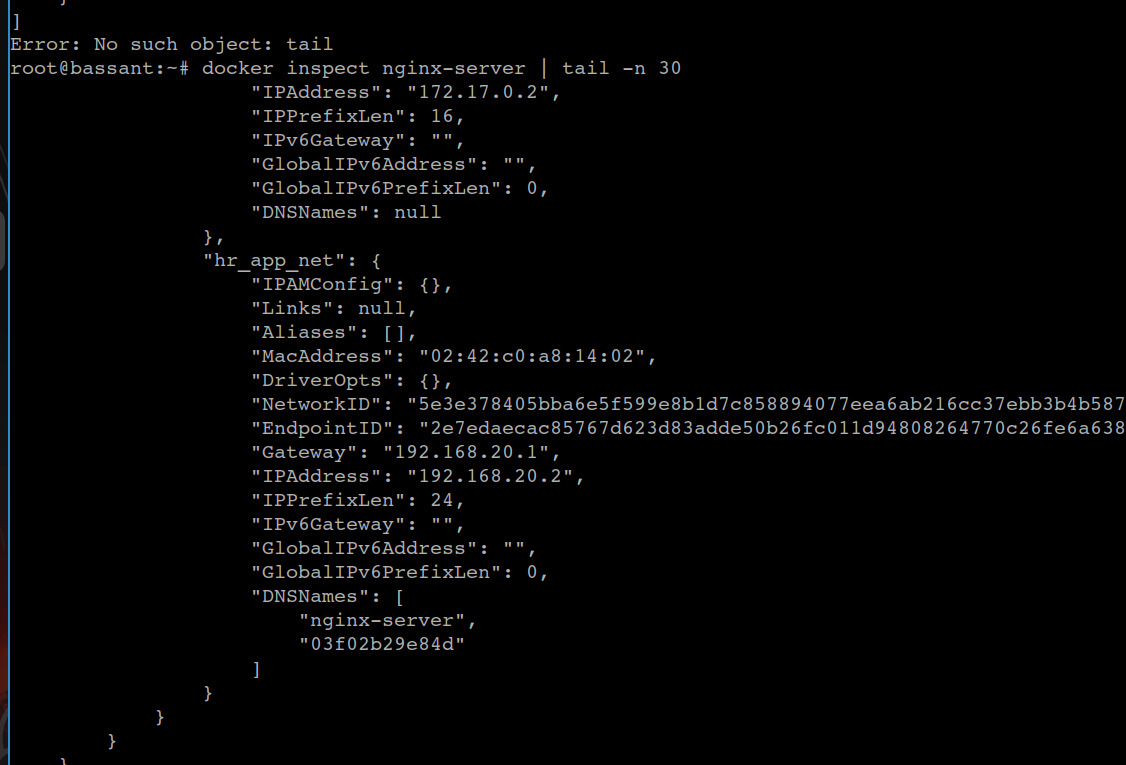 ]
Error: No such object: tail
root@bassant:~# docker inspect nginx-server | tail -n 30
                    "IPAddress": "172.17.0.2",
                    "IPPrefixLen": 16,
                    "IPv6Gateway": "",
                    "GlobalIPv6Address": "",
                    "GlobalIPv6PrefixLen": 0,
                    "DNSNames": null
                },
                "hr_app_net": {
                    "IPAMConfig": {},
                    "Links": null,
                    "Aliases": [],
                    "MacAddress": "02:42:c0:a8:14:02",
                    "DriverOpts": {},
                    "NetworkID": "5e3e378405bba6e5f599e8b1d7c858894077eea6ab216cc37ebb3b4b587
                    "EndpointID": "2e7edaecac85767d623d83adde50b26fc011d94808264770c26fe6a638
                    "Gateway": "192.168.20.1",
                    "IPAddress": "192.168.20.2",
                    "IPPrefixLen": 24,
                    "IPv6Gateway": "",
                    "GlobalIPv6Address": "",
                    "GlobalIPv6PrefixLen": 0,
                    "DNSNames": [
                        "nginx-server",
                        "03f02b29e84d"
                    ]
                }
            }
        }
    }